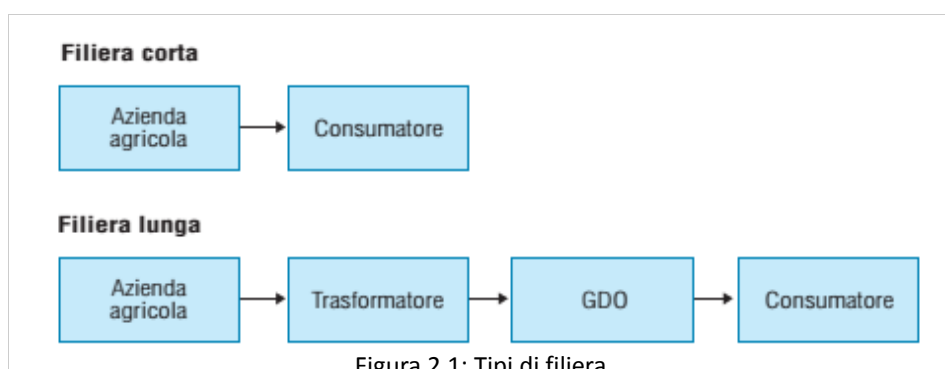 Filiera corta
Azienda
agricola
Consumatore
Filiera lunga
Azienda
agricola
Trasformatore
GDO
Consumatore
Figura 2.1: Tipi di filiera